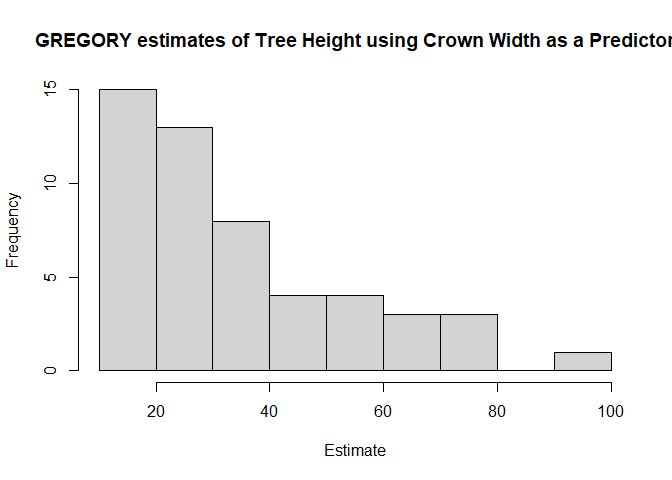 GREGORY estimates of Tree Height using Crown Width as a Predictor
Frequency
15
10
5
0
20 40 60 80 100
Estimate